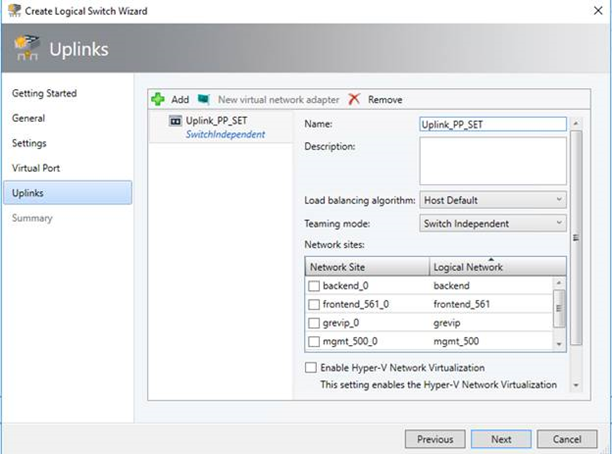 Create Logical Switch Wizard
Uplinks
Getting Started
General
Settings
Virtual Port
Uplinks
Summary
Add New virtual network adapter Remove
Uplink_PP_SET
SwitchIndependent
Name: Uplink_PP_SET
Description:
Load balancing algorithm: Host Default
Teaming mode: Switch Independent
Network sites:
Network Site Logical Network
backend_0 backend
frontend_561_0 frontend_561
grevip_0 grevip
mgmt_500_0 mgmt_500
Enable Hyper-V Network Virtualization
This setting enables the Hyper-V Network Virtualization
Previous Next Cancel